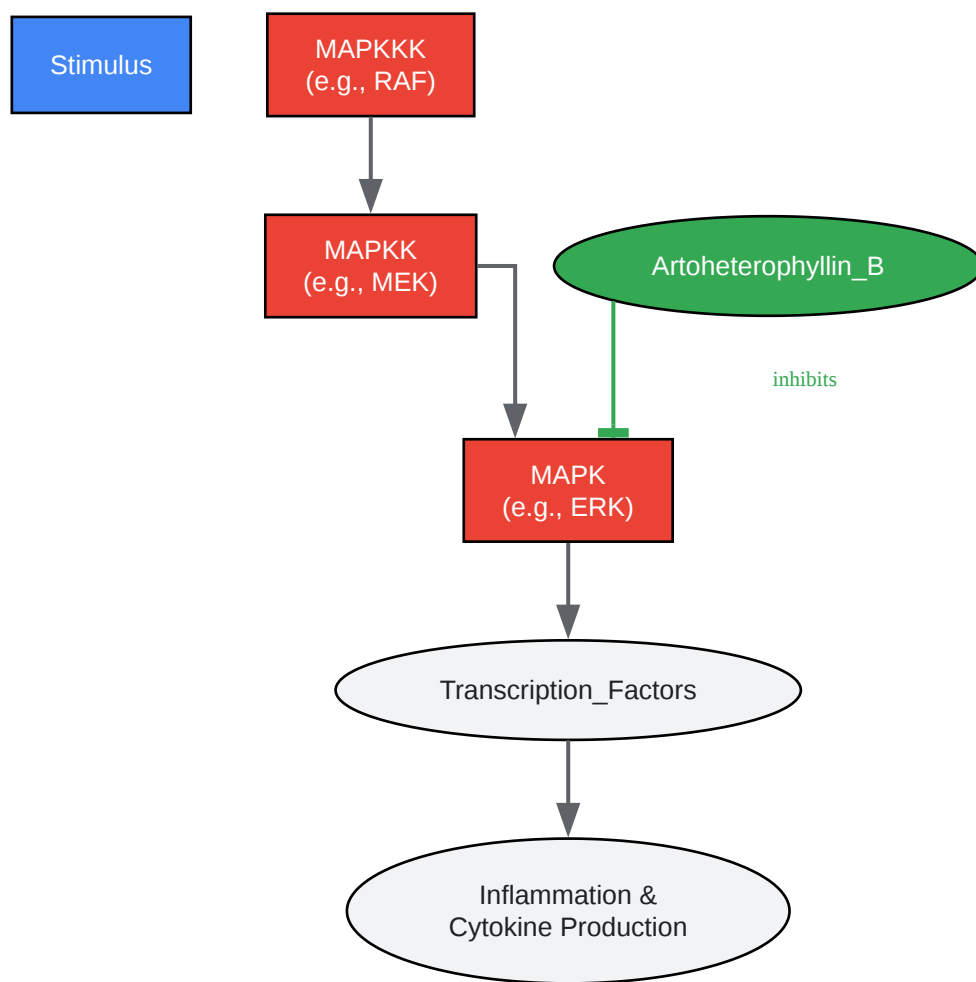 Stimulus
MAPKKK
(e.g., RAF)
MAPKK
(e.g., MEK)
Artoheterophyllin_B
inhibits
MAPK
(e.g., ERK)
Transcription_Factors
Inflammation &
Cytokine Production